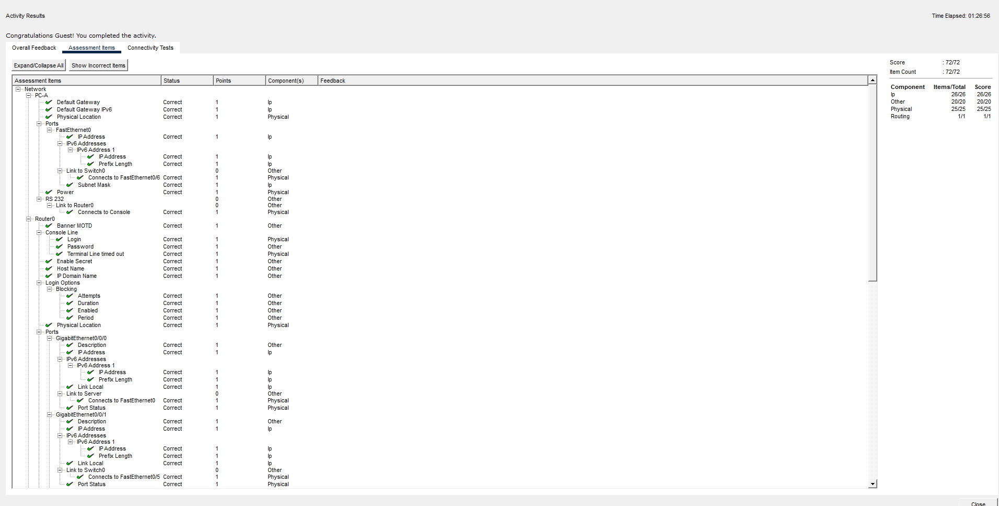 Activity Results
Time Elapsed: 01:26:56
Congratulations Guest! You completed the activity.
Overall Feedback Assessment Items Connectivity Tests
Expand/Collapse All Show Incorrect Items
Assessment Items Status Points Component(s) Feedback
Network
PC-A
Default Gateway Correct 1 Ip
Default Gateway IPv6 Correct 1 Ip
Physical Location Correct 1 Physical
Ports
FastEthernet0
IP Address Correct 1 Ip
IPv6 Addresses
IPv6 Address 1
IP Address Correct 1 Ip
Prefix Length Correct 1 Ip
Link to Switch0 0 Other
Connects to FastEthernet0/6 Correct 1 Physical
Subnet Mask Correct 1 Ip
Power Correct 1 Physical
RS 232 0 Other
Link to Router0 0 Other
Connects to Console Correct 1 Physical
Router0
Banner MOTD Correct 1 Other
Console Line
Login Correct 1 Physical
Password Correct 1 Other
Terminal Line timed out Correct 1 Physical
Enable Secret Correct 1 Other
Host Name Correct 1 Other
IP Domain Name Correct 1 Other
Login Options
Blocking
Attempts Correct 1 Other
Duration Correct 1 Other
Enabled Correct 1 Other
Period Correct 1 Other
Physical Location Correct 1 Physical
Ports
GigabitEthernet0/0/0
Description Correct 1 Other
IP Address Correct 1 Ip
IPv6 Addresses
IPv6 Address 1
IP Address Correct 1 Ip
Prefix Length Correct 1 Ip
Link Local Correct 1 Ip
Link to Server 0 Other
Connects to FastEthernet0 Correct 1 Physical
Port Status Correct 1 Physical
GigabitEthernet0/0/1
Description Correct 1 Other
IP Address Correct 1 Ip
IPv6 Addresses
IPv6 Address 1
IP Address Correct 1 Ip
Prefix Length Correct 1 Ip
Link Local Correct 1 Ip
Link to Switch0 0 Other
Connects to FastEthernet0/5 Correct 1 Physical
Port Status Correct 1 Physical
Score : 72/72
Item Count : 72/72
Component Items/Total Score
Ip 26/26 26/26
Other 20/20 20/20
Physical 25/25 25/25
Routing 1/1 1/1
Close